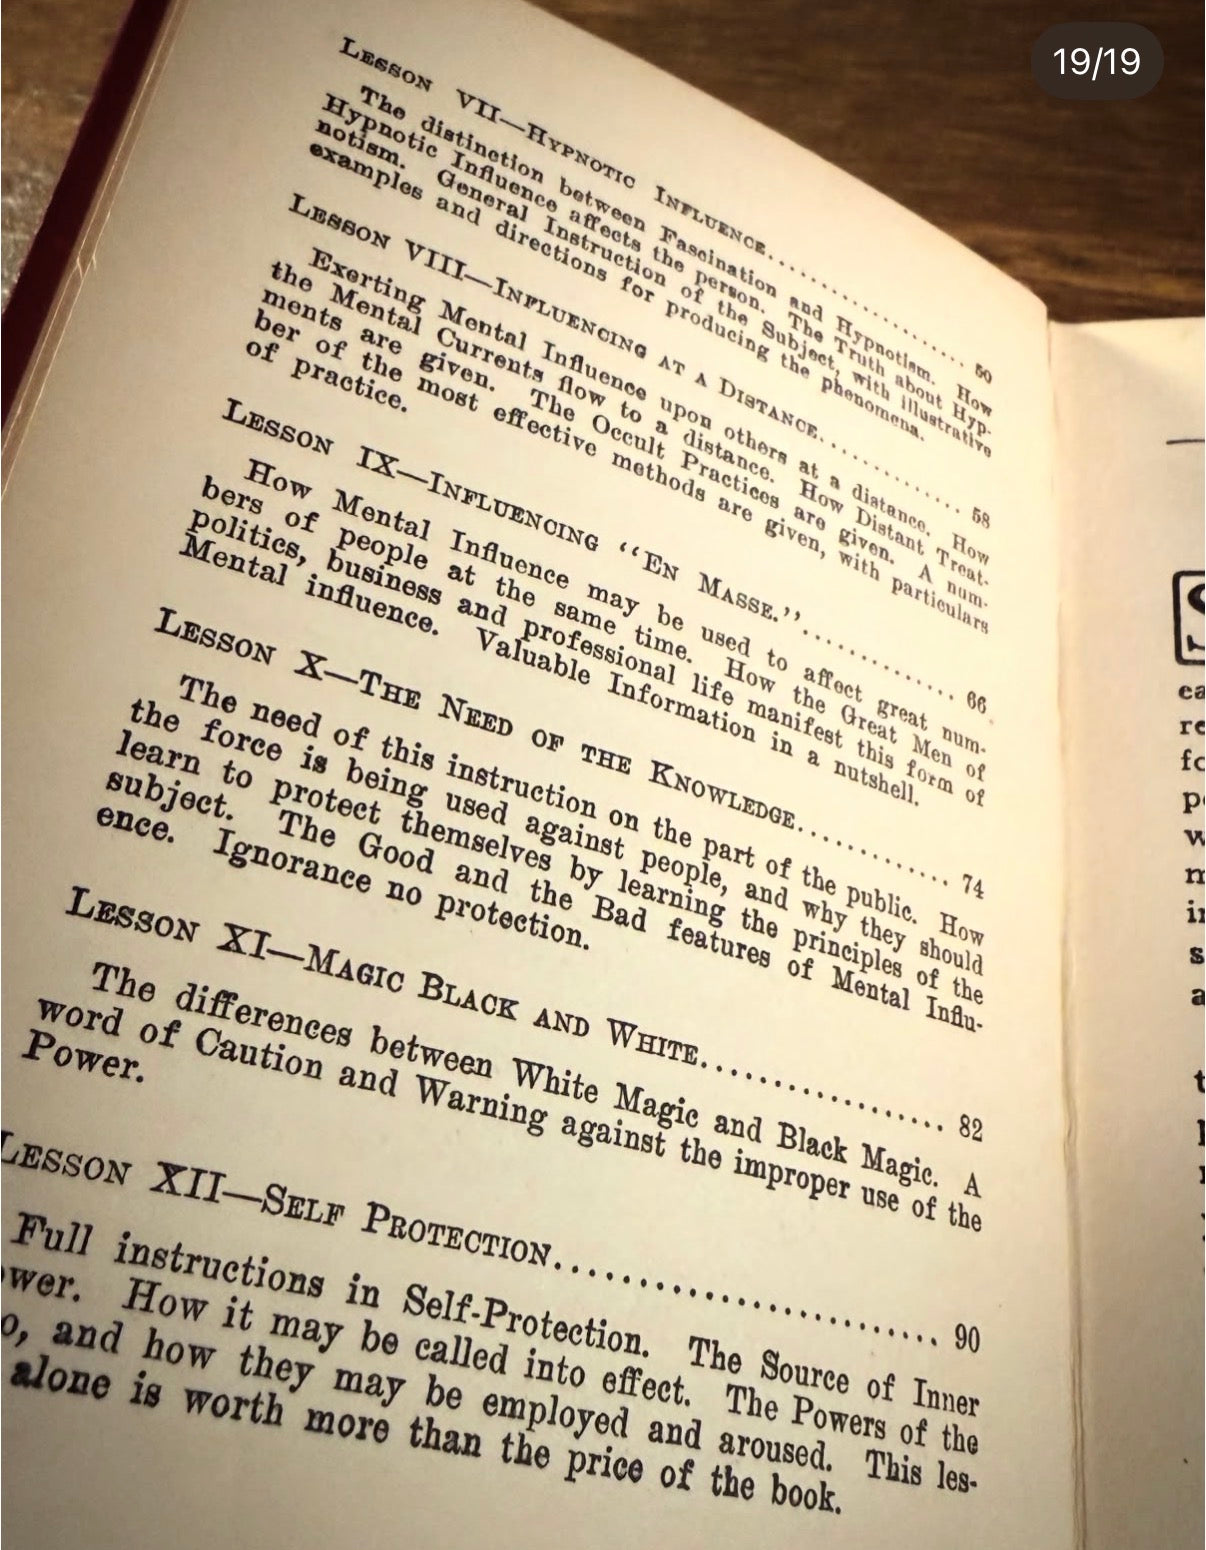 19/19
LESSON VII—HYPNOTIC INFLUENCE.................... 50
The distinction between Fascination and Hypnotism. How
Hypnotic Influence affects the person. The Truth about Hyp-
notism. General Instruction of the Subject, with illustrative
examples and directions for producing the phenomena.
LESSON VIII—INFLUENCING AT A DISTANCE.............. 58
Exerting Mental Influence upon others at a distance. How
the Mental Currents flow to a distance. How Distant Treat-
ments are given. The Occult Practices are given. A num-
ber of the most effective methods are given, with particulars
of practice.
LESSON IX—INFLUENCING “EN MASSE.”.............. 66
How Mental Influence may be used to affect great num-
bers of people at the same time. How the Great Men of
politics, business and professional life manifest this form of
Mental influence. Valuable Information in a nutshell.
LESSON X—THE NEED OF THE KNOWLEDGE............. 74
The need of this instruction on the part of the public. How
the force is being used against people, and why they should
learn to protect themselves by learning the principles of the
subject. The Good and the Bad features of Mental Influ-
ence. Ignorance no protection.
LESSON XI—MAGIC BLACK AND WHITE................. 82
The differences between White Magic and Black Magic. A
word of Caution and Warning against the improper use of the
Power.
LESSON XII—SELF PROTECTION........................... 90
Full instructions in Self-Protection. The Source of Inner
wer. How it may be called into effect. The Powers of the
o, and how they may be employed and aroused. This les-
alone is worth more than the price of the book.
S
ea
re
fo
w
m
s
a